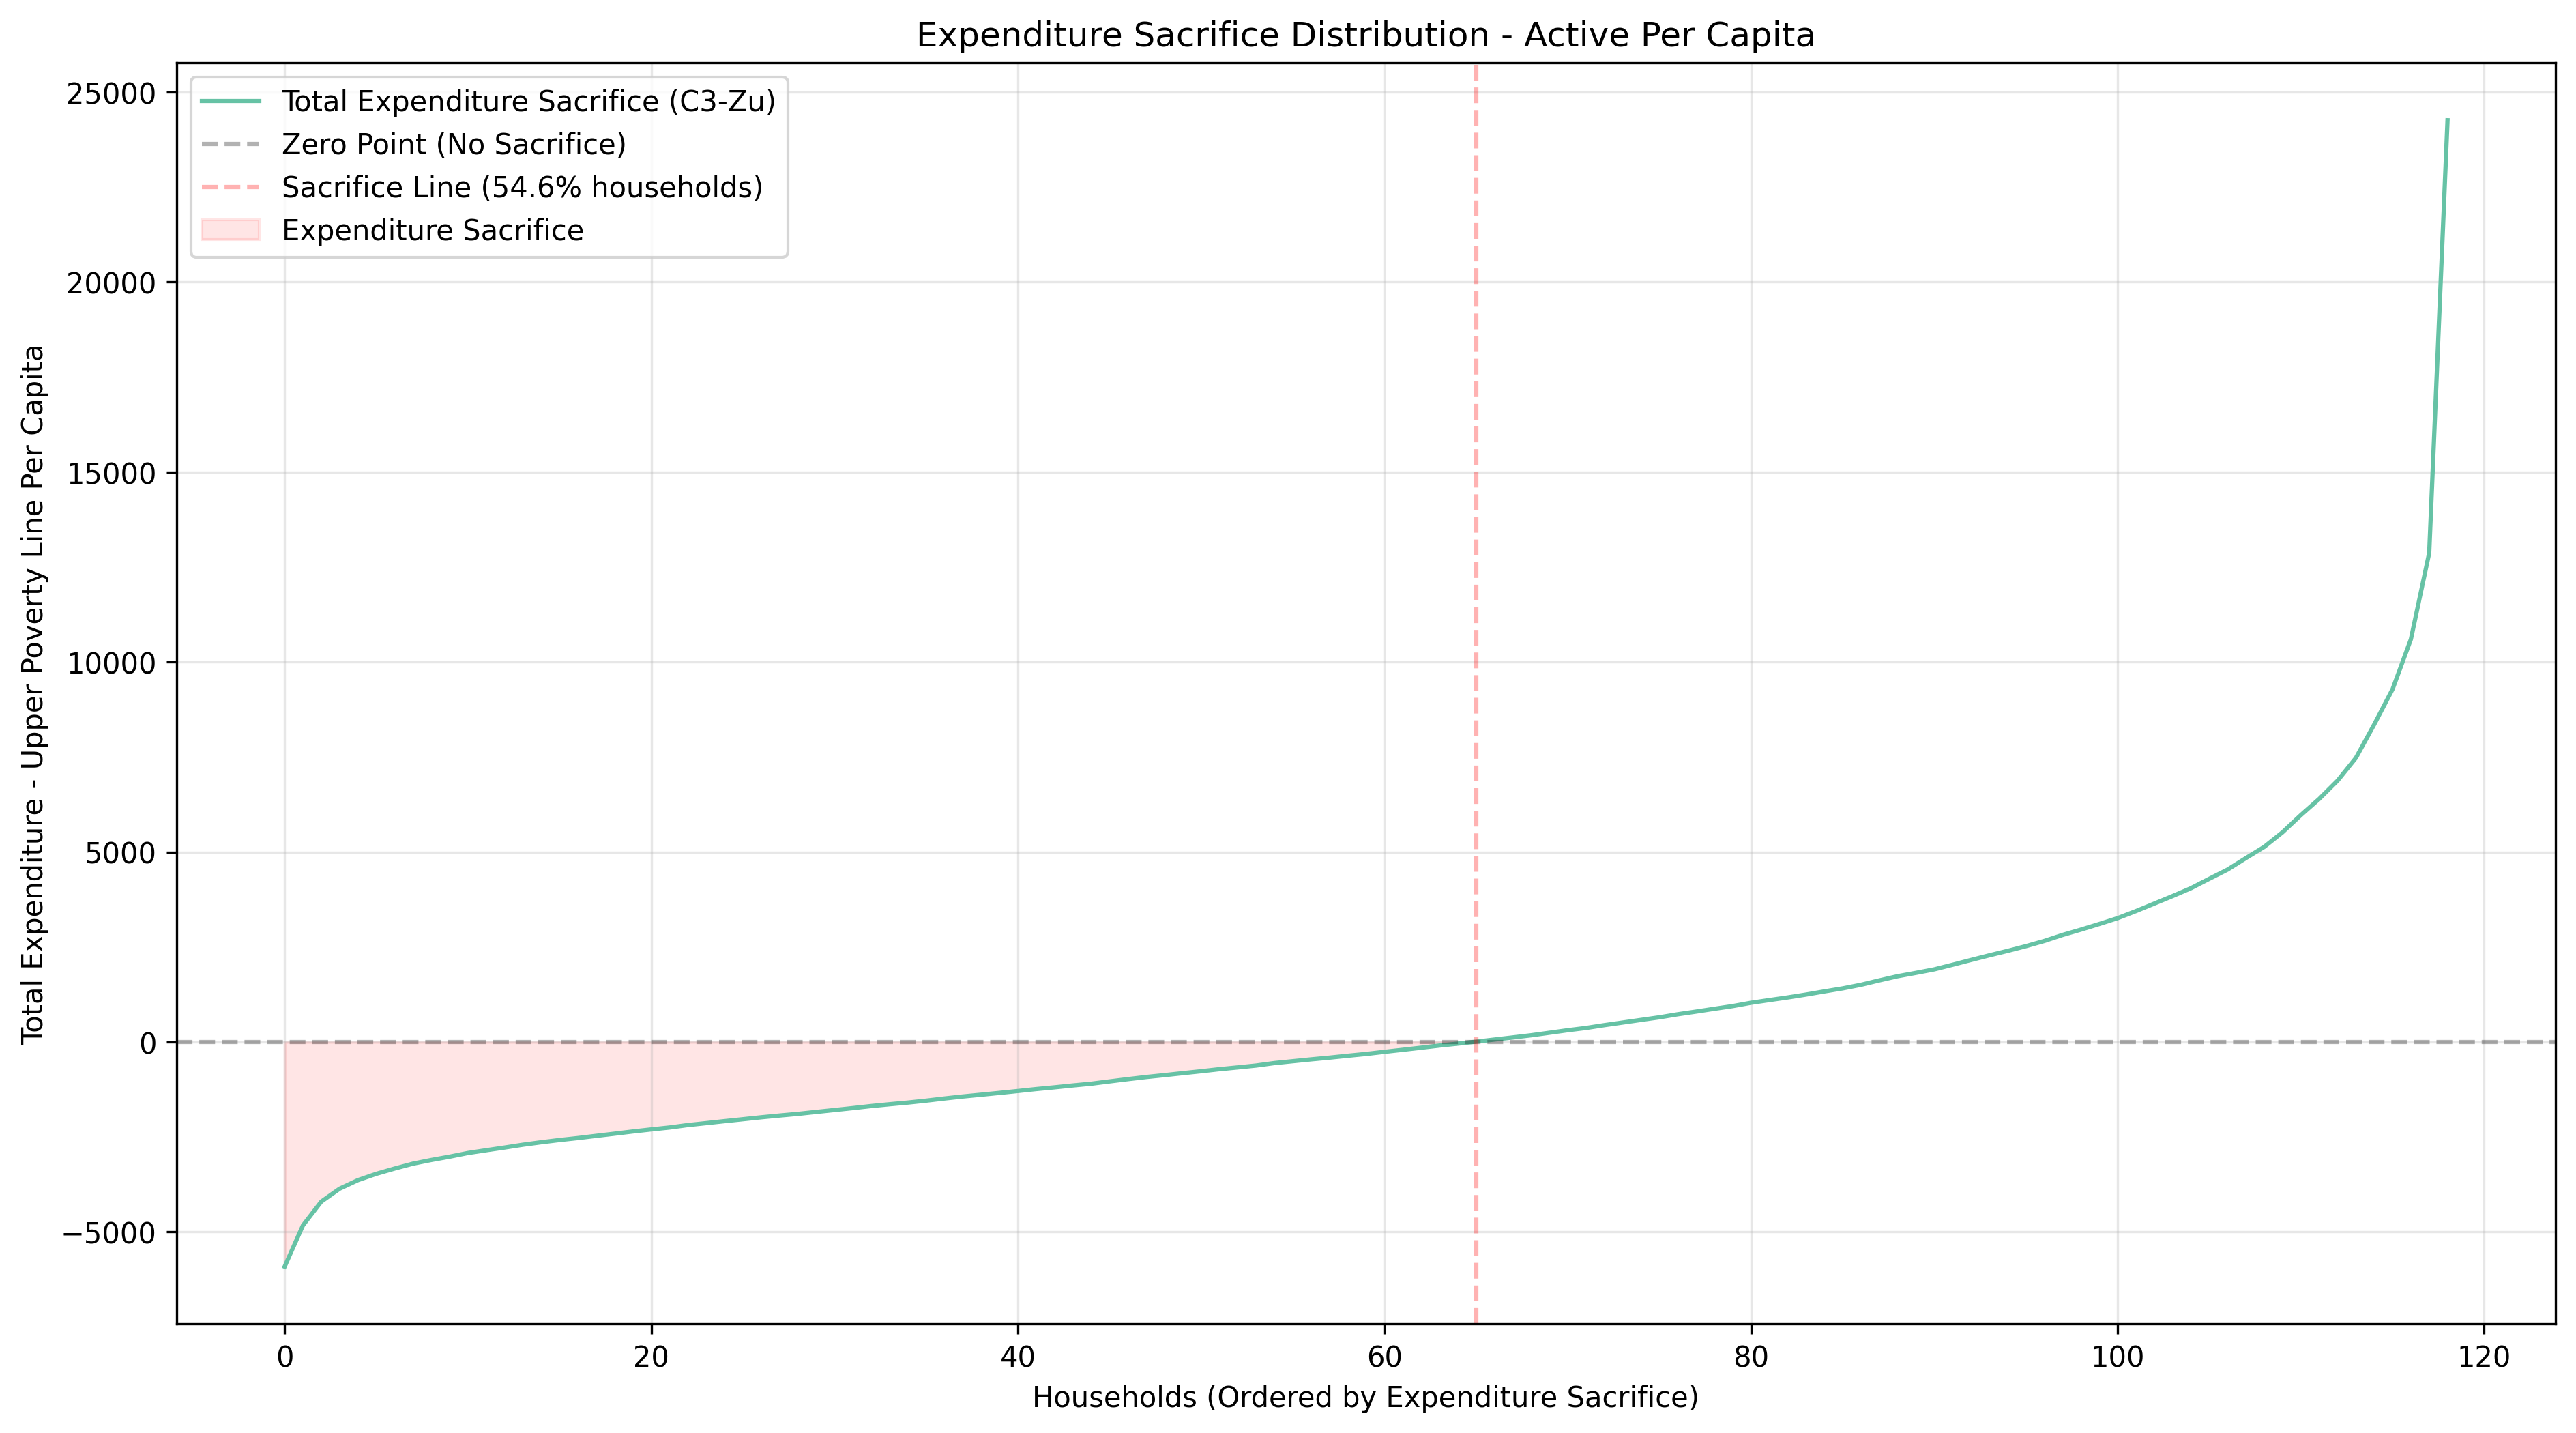 Expenditure Sacrifice Distribution - Active Per Capita
Total Expenditure Sacrifice (C3-Zu)
Zero Point (No Sacrifice)
Sacrifice Line (54.6% households)
Expenditure Sacrifice
Total Expenditure - Upper Poverty Line Per Capita
25000
20000
15000
10000
5000
0
−5000
0 20 40 60 80 100 120
Households (Ordered by Expenditure Sacrifice)